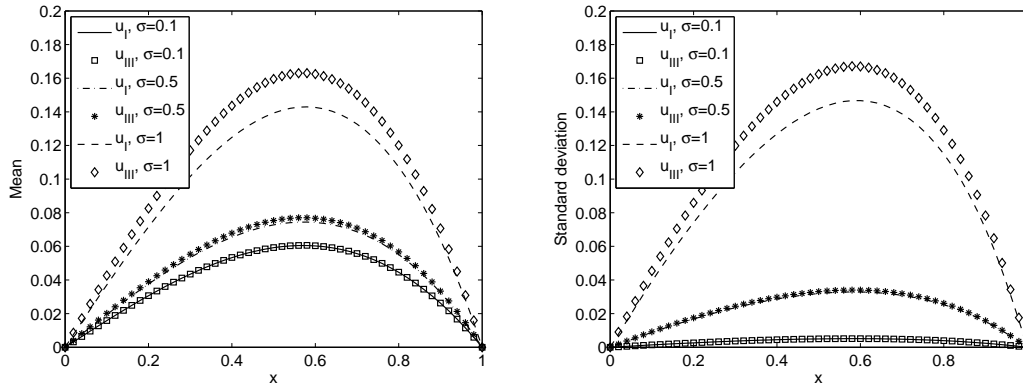 0.2
0.18
0.16
0.14
0.12
0.1
0.08
0.06
0.04
0.02
0
Mean
u_I, σ=0.1
u_III, σ=0.1
u_I, σ=0.5
u_III, σ=0.5
u_I, σ=1
u_III, σ=1
0
0.2
0.4
0.6
0.8
1
x
0.2
0.18
0.16
0.14
0.12
0.1
0.08
0.06
0.04
0.02
0
Standard deviation
u_I, σ=0.1
u_III, σ=0.1
u_I, σ=0.5
u_III, σ=0.5
u_I, σ=1
u_III, σ=1
0
0.2
0.4
0.6
0.8
x